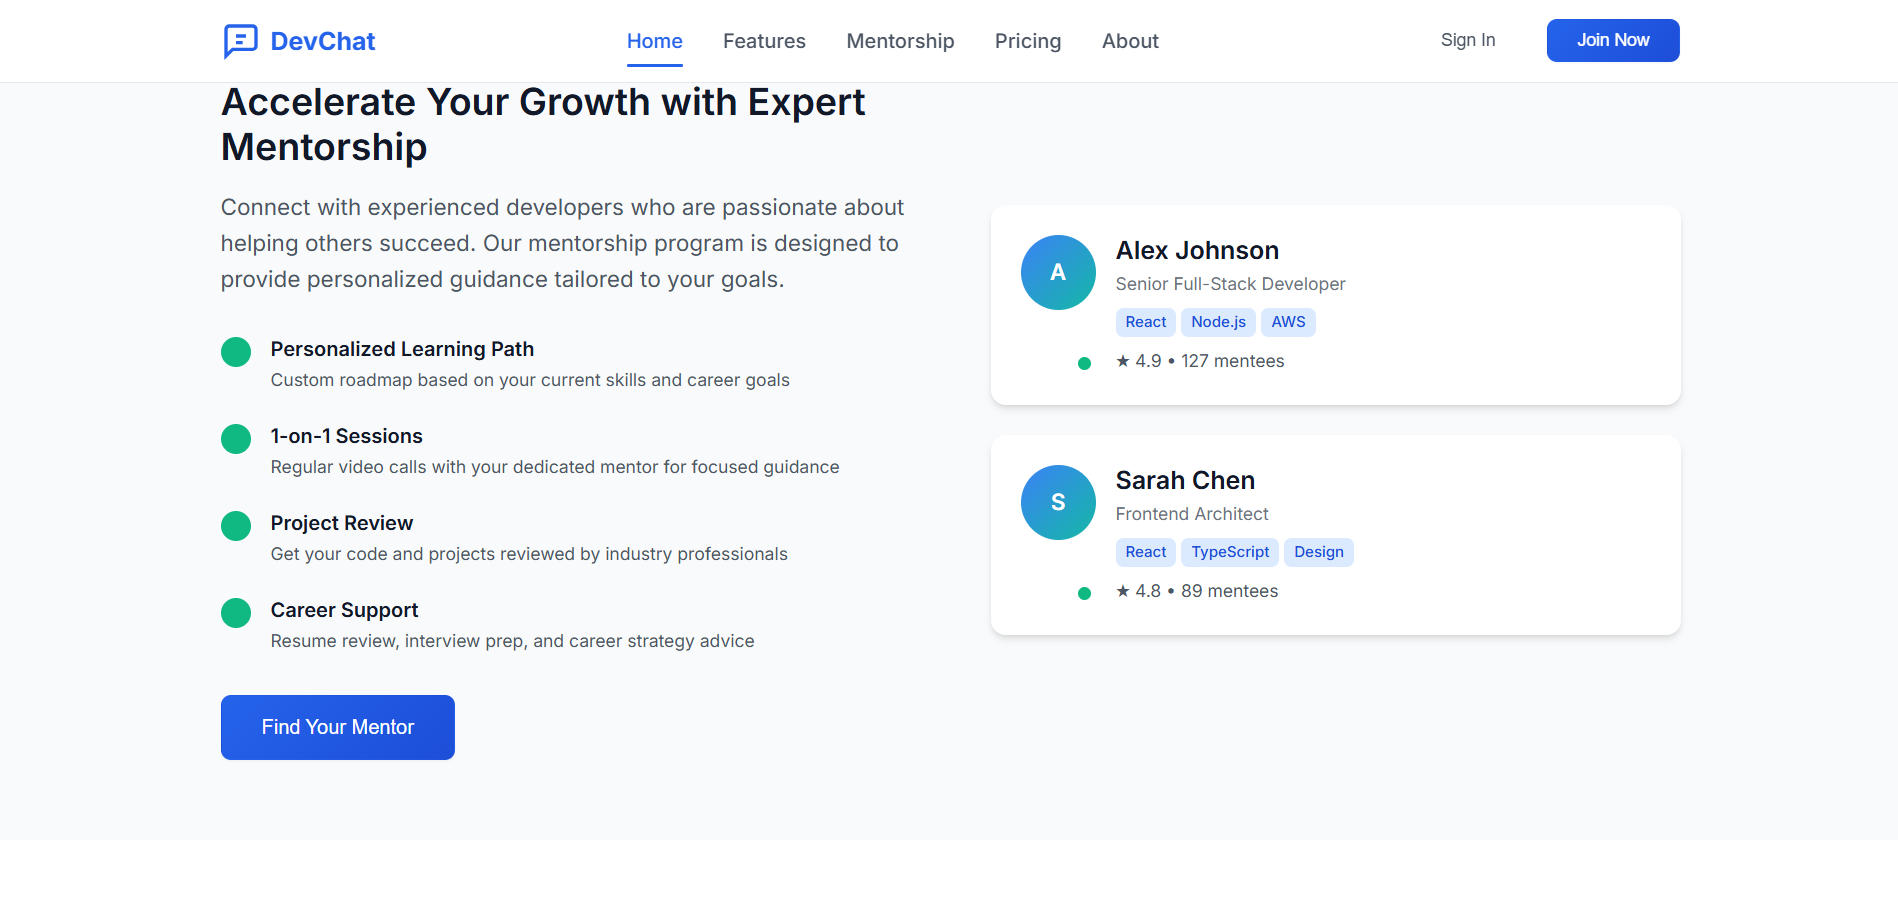 DevChat
Home
Features
Mentorship
Pricing
About
Sign In
Join Now
Accelerate Your Growth with Expert
Mentorship
Connect with experienced developers who are passionate about
helping others succeed. Our mentorship program is designed to
provide personalized guidance tailored to your goals.
Personalized Learning Path
Custom roadmap based on your current skills and career goals
1-on-1 Sessions
Regular video calls with your dedicated mentor for focused guidance
Project Review
Get your code and projects reviewed by industry professionals
Career Support
Resume review, interview prep, and career strategy advice
Find Your Mentor
A
Alex Johnson
Senior Full-Stack Developer
React
Node.js
AWS
★ 4.9 • 127 mentees
S
Sarah Chen
Frontend Architect
React
TypeScript
Design
★ 4.8 • 89 mentees